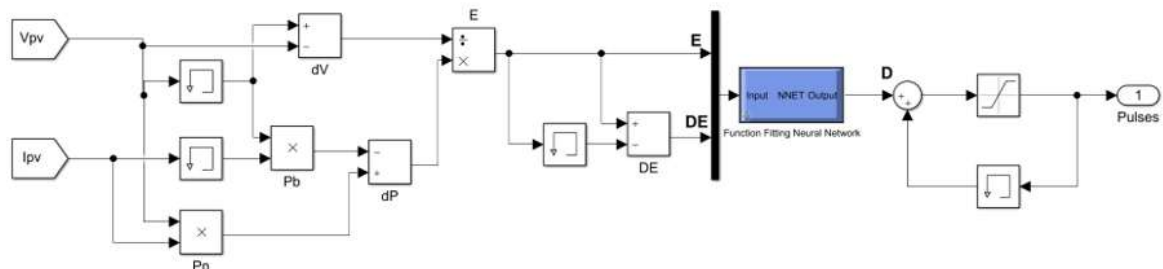 Vpv
Ipv
+
−
dV
×
Pb
×
Pn
−
+
dP
E
÷
×
+
−
DE
E
DE
Input NNET Output
Function Fitting Neural Network
D
+
+
1
Pulses